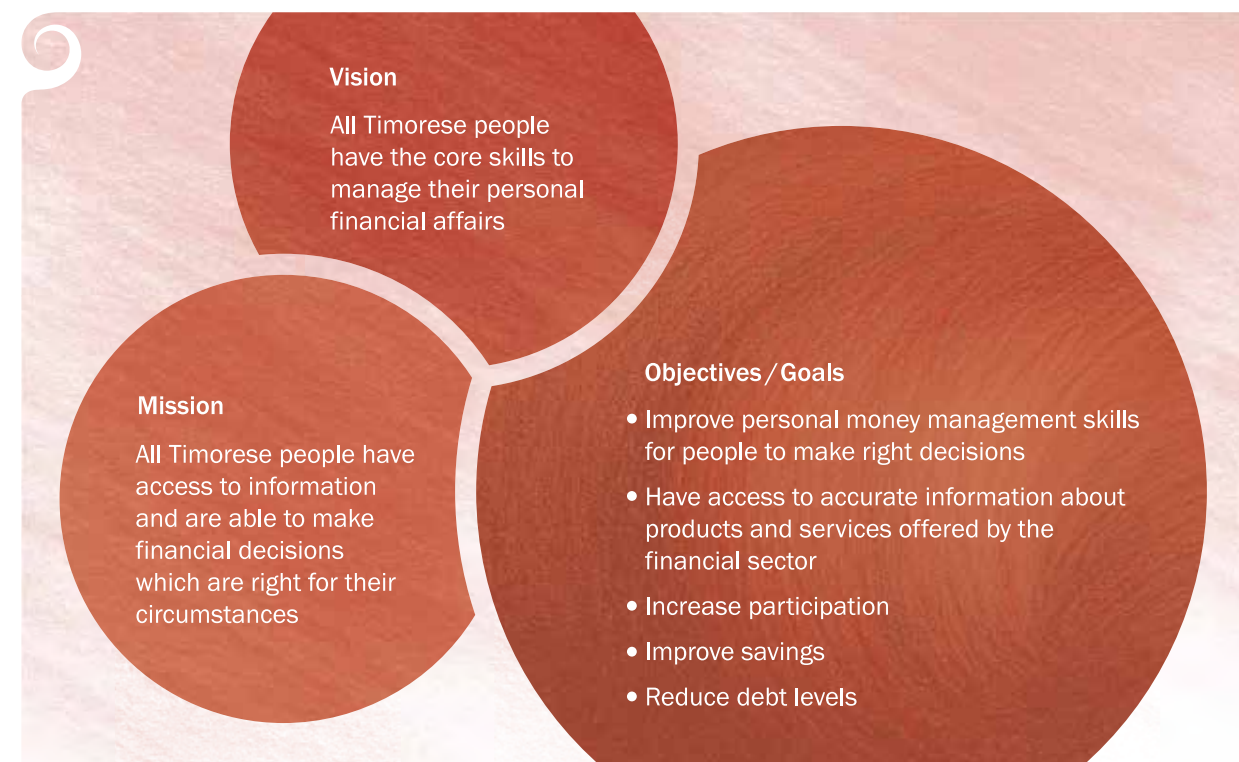 Vision
All Timorese people
have the core skills to
manage their personal
financial affairs
Mission
All Timorese people have
access to information
and are able to make
financial decisions
which are right for their
circumstances
Objectives / Goals
• Improve personal money management skills
for people to make right decisions
• Have access to accurate information about
products and services offered by the
financial sector
• Increase participation
• Improve savings
• Reduce debt levels